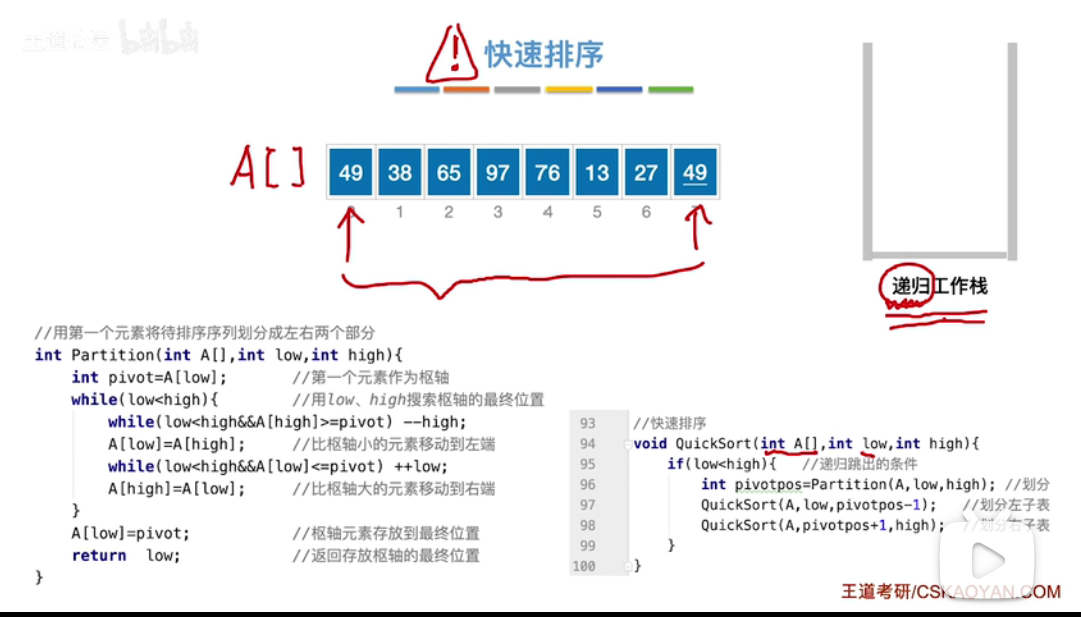 快速排序
A[]
49 38 65 97 76 13 27 49
1 2 3 4 5 6
递归工作栈
//用第一个元素将待排序序列划分成左右两个部分
int Partition(int A[],int low,int high){
int pivot=A[low]; //第一个元素作为枢轴
while(low<high){ //用low、high搜索枢轴的最终位置
while(low<high&&A[high]>=pivot) --high;
A[low]=A[high]; //比枢轴小的元素移动到左端
while(low<high&&A[low]<=pivot) ++low;
A[high]=A[low]; //比枢轴大的元素移动到右端
}
A[low]=pivot; //枢轴元素存放到最终位置
return low; //返回存放枢轴的最终位置
}
93 //快速排序
94 void QuickSort(int A[],int low,int high){
95 if(low<high){ //递归跳出的条件
96 int pivotpos=Partition(A,low,high); //划分
97 QuickSort(A,low,pivotpos-1); //划分左子表
98 QuickSort(A,pivotpos+1,high); //划分右子表
99 }
100 }
王道考研/CSKAOYAN.COM